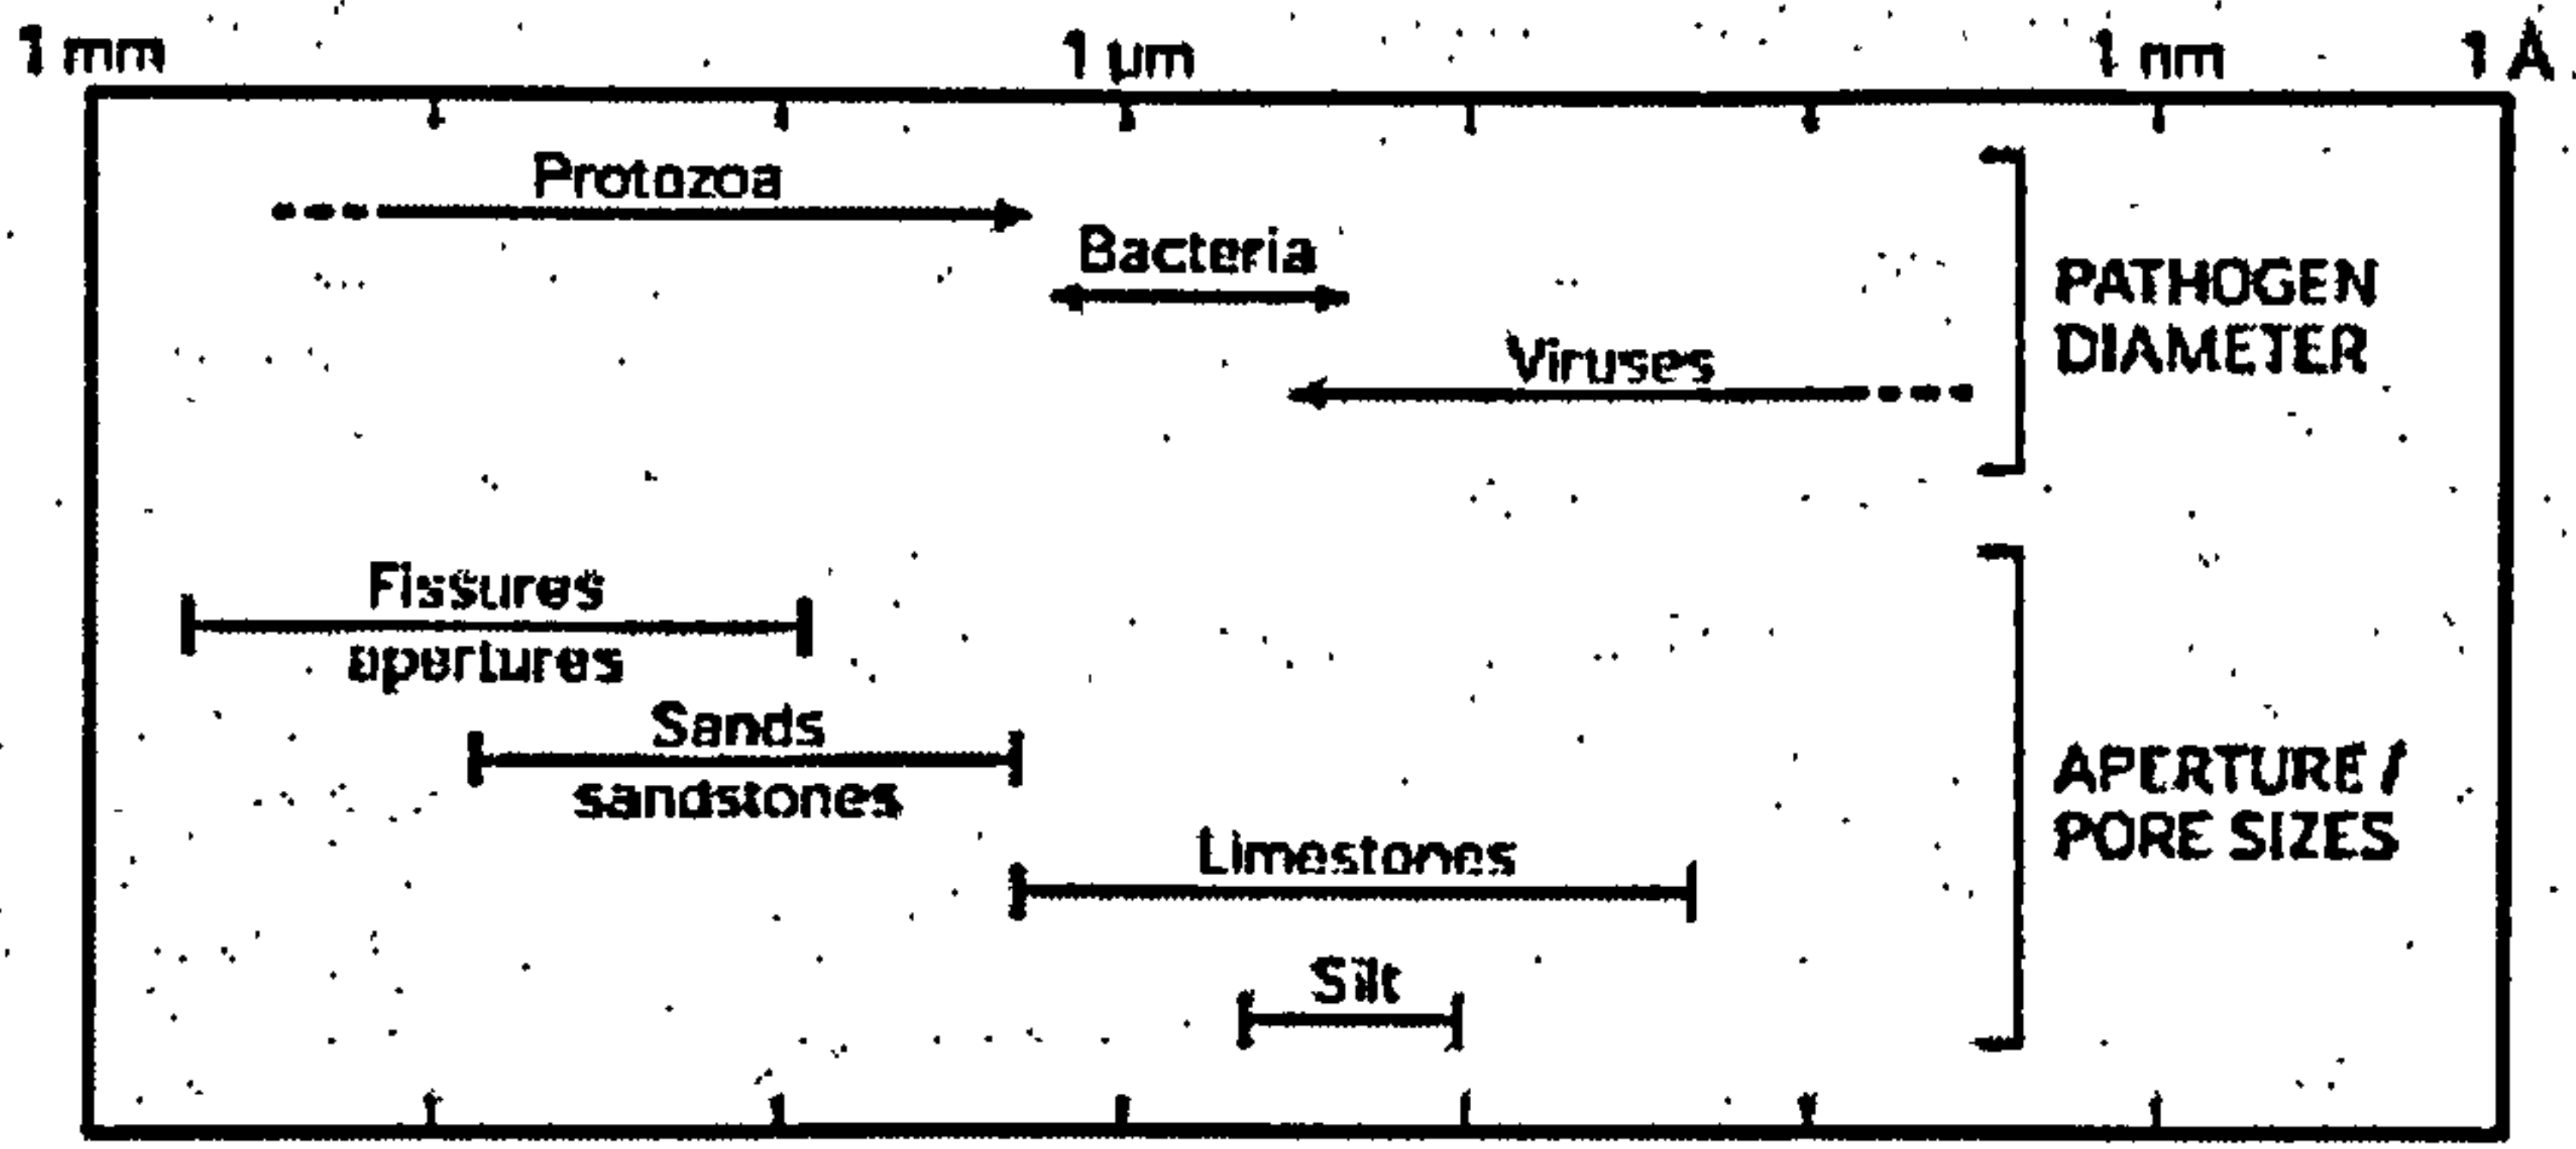 1 mm 1 µm 1 nm 1 Å
Protozoa
Bacteria
Viruses
PATHOGEN
DIAMETER
Fissures
apertures
Sands
sandstones
Limestones
Silt
APERTURE /
PORE SIZES